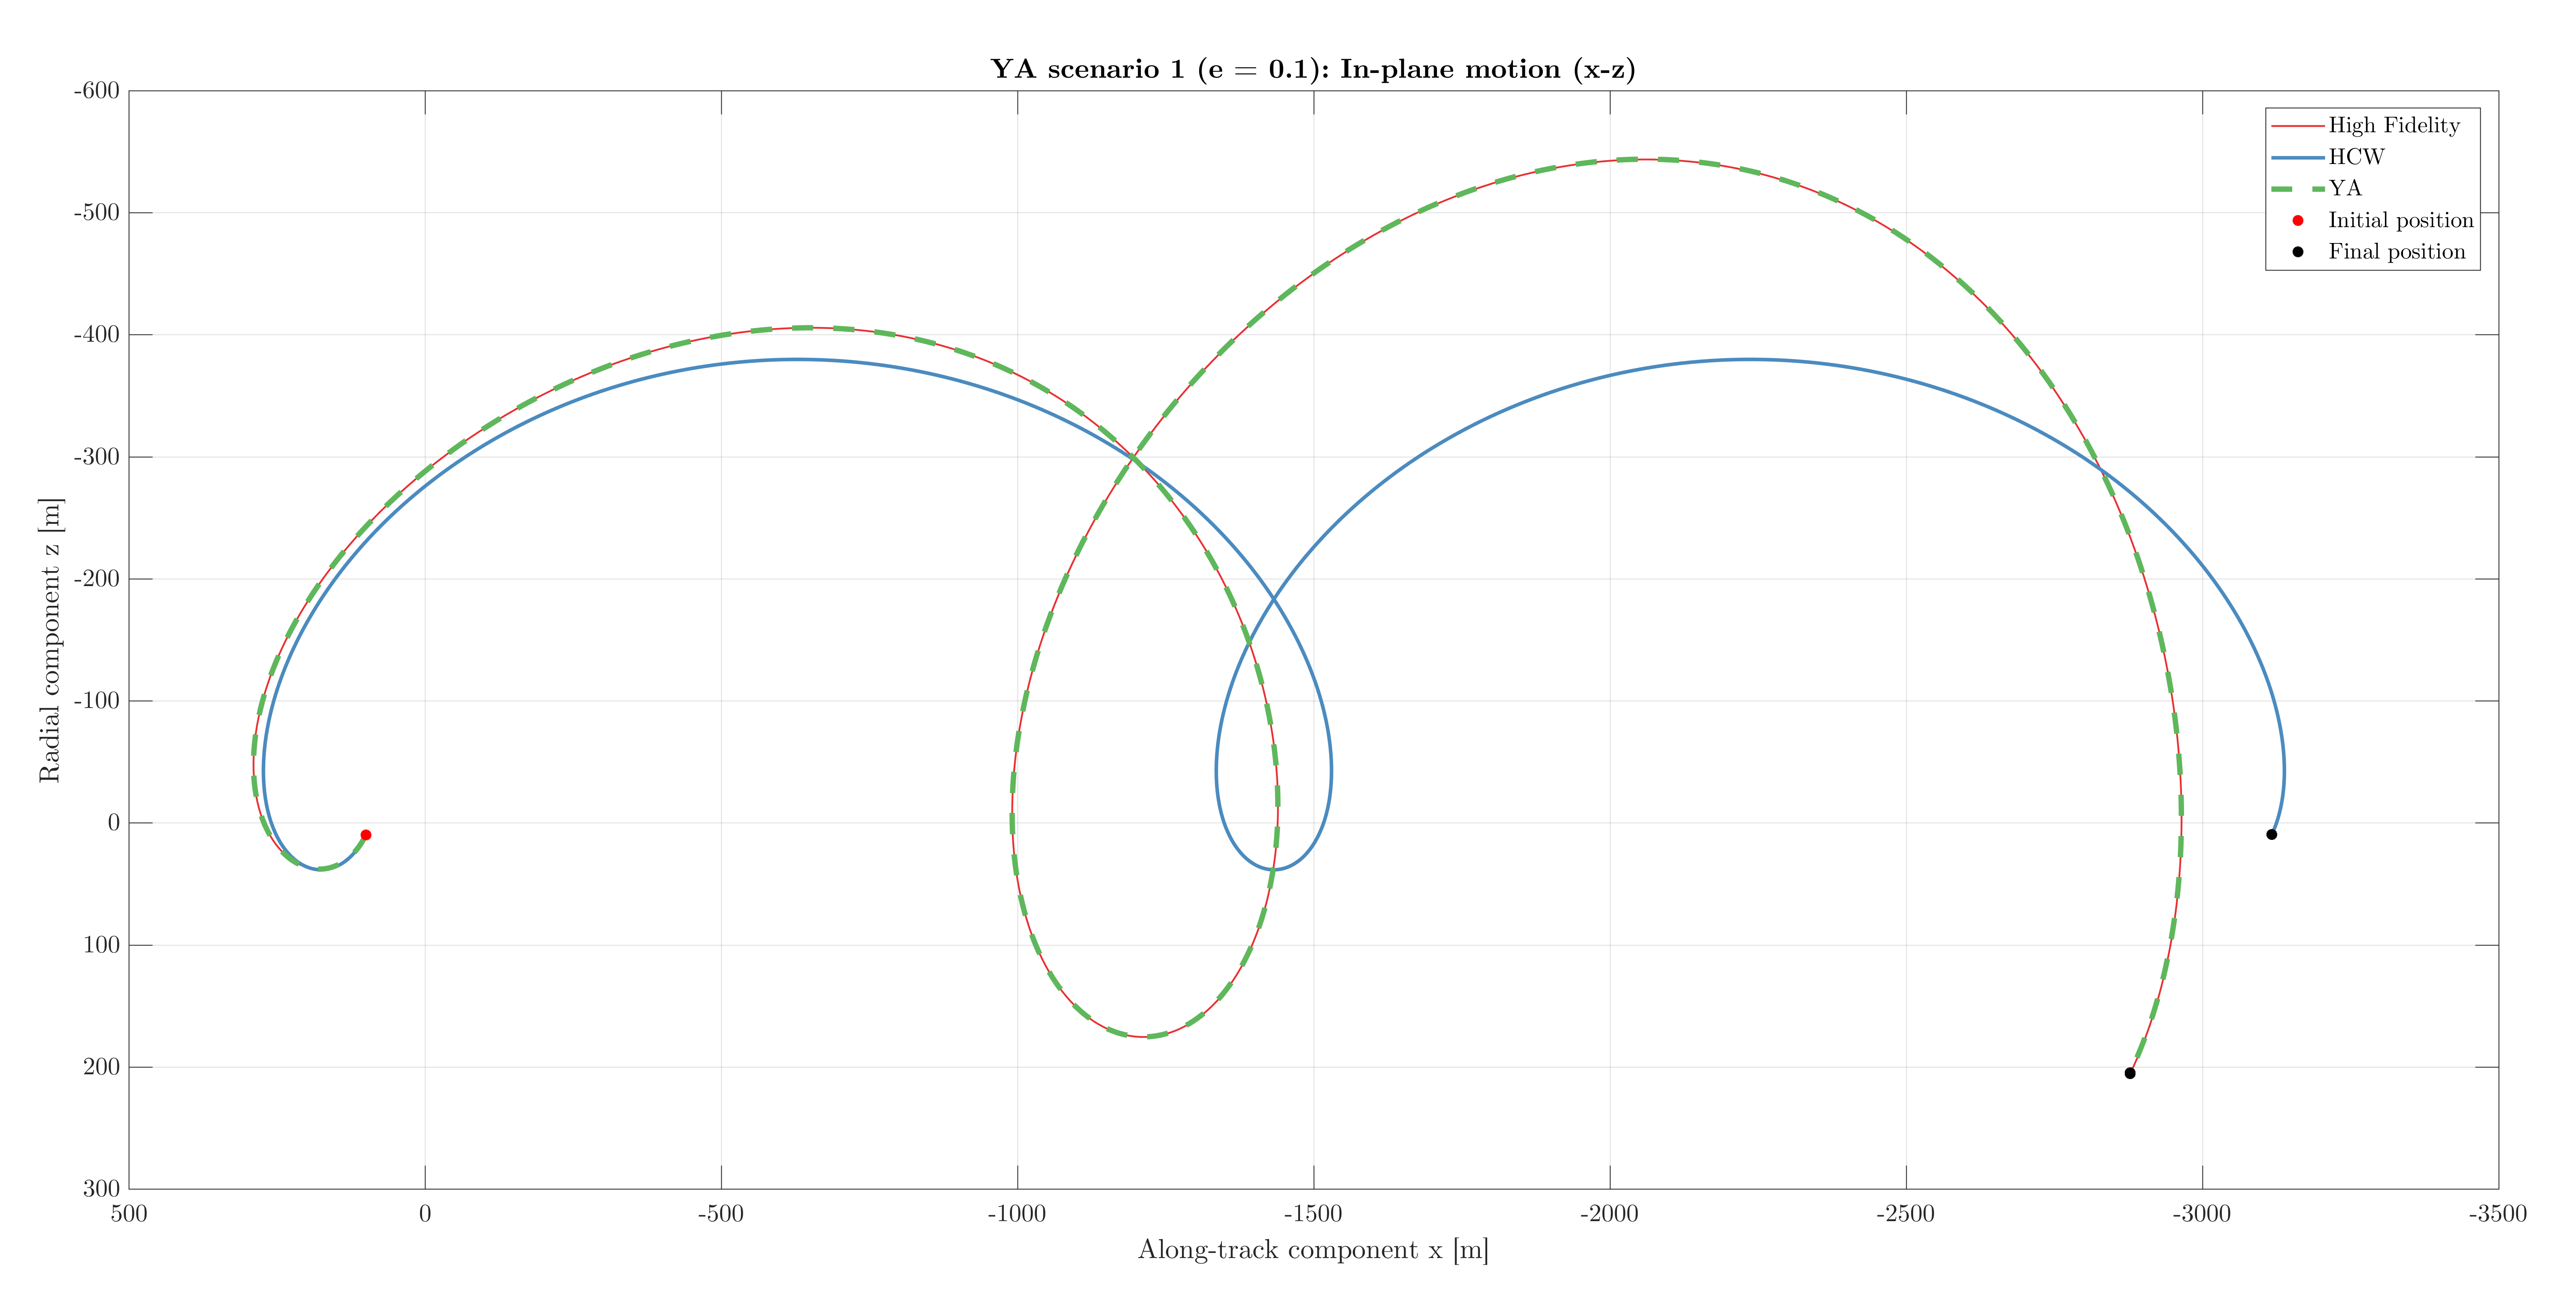 YA scenario 1 (e = 0.1): In-plane motion (x-z)
-600
-500
-400
-300
-200
-100
0
100
200
300
Radial component z [m]
500
0
-500
-1000
-1500
-2000
-2500
-3000
-3500
Along-track component x [m]
High Fidelity
HCW
YA
Initial position
Final position